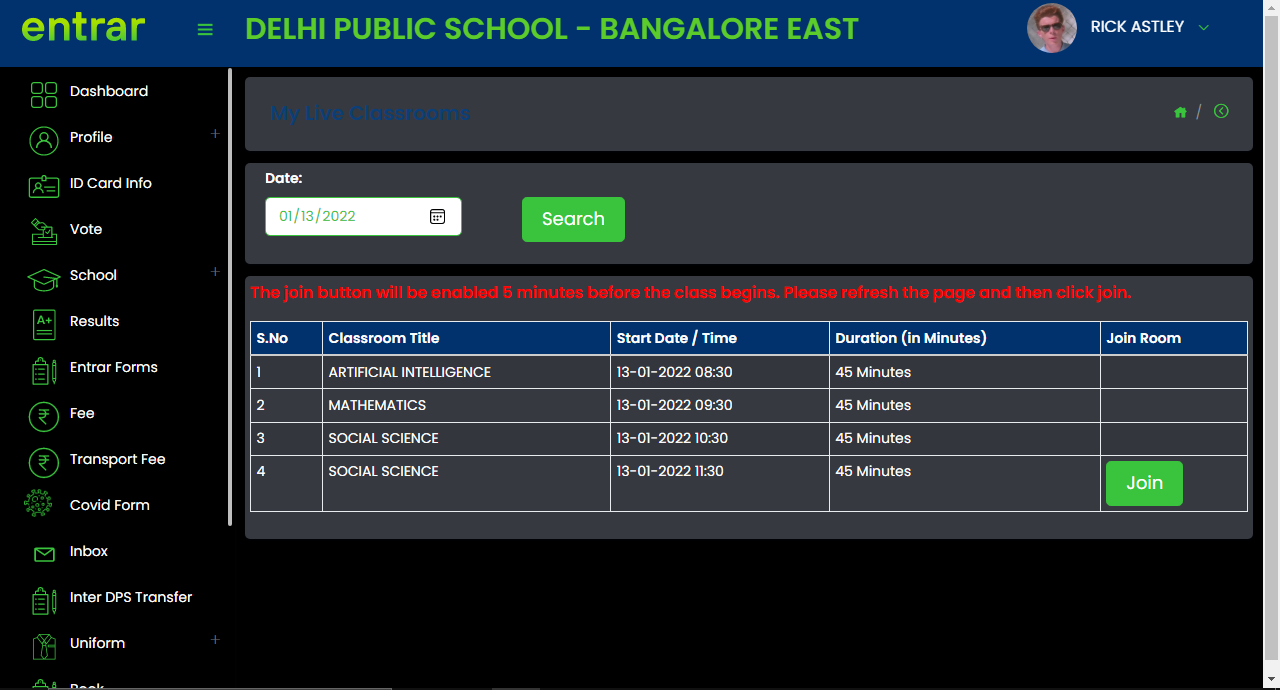 entrar
DELHI PUBLIC SCHOOL - BANGALORE EAST
RICK ASTLEY
Dashboard
Profile +
ID Card Info
Vote
School +
Results
Entrar Forms
Fee
Transport Fee
Covid Form
Inbox
Inter DPS Transfer
Uniform +
Book
My Live Classrooms
/
Date:
01/13/2022
Search
The join button will be enabled 5 minutes before the class begins. Please refresh the page and then click join.
S.No Classroom Title Start Date / Time Duration (in Minutes) Join Room
1 ARTIFICIAL INTELLIGENCE 13-01-2022 08:30 45 Minutes
2 MATHEMATICS 13-01-2022 09:30 45 Minutes
3 SOCIAL SCIENCE 13-01-2022 10:30 45 Minutes
4 SOCIAL SCIENCE 13-01-2022 11:30 45 Minutes Join